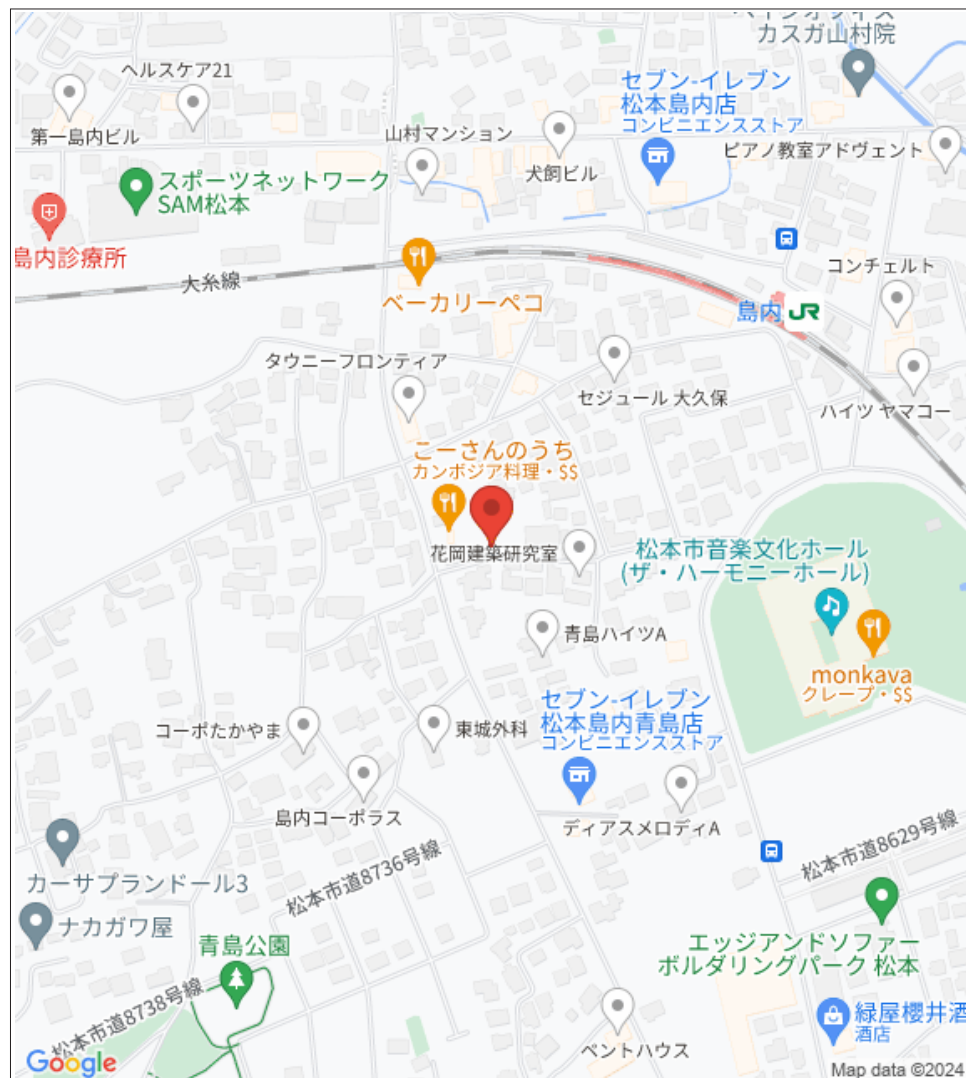 カスガ山村院
ヘルスケア21
第一島内ビル
スポーツネットワーク
SAM松本
島内診療所
山村マンション
犬飼ビル
セブン-イレブン
松本島内店
コンビニエンスストア
ピアノ教室アドヴェント
大糸線
ベーカリーペコ
島内
JR
コンチェルト
タウニーフロンティア
セジュール 大久保
ハイツ ヤマコー
こーさんのうち
カンボジア料理・$$
花岡建築研究室
松本市音楽文化ホール
(ザ・ハーモニーホール)
青島ハイツA
monkava
クレープ・$$
セブン-イレブン
松本島内青島店
コンビニエンスストア
コーポたかやま
東城外科
島内コーポラス
ディアスメロディA
カーサプランドール3
ナカガワ屋
松本市道8736号線
松本市道8629号線
青島公園
エッジアンドソファー
ボルダリングパーク 松本
松本市道8738号線
緑屋櫻井酒
酒店
ペントハウス
Google
Map data ©2024